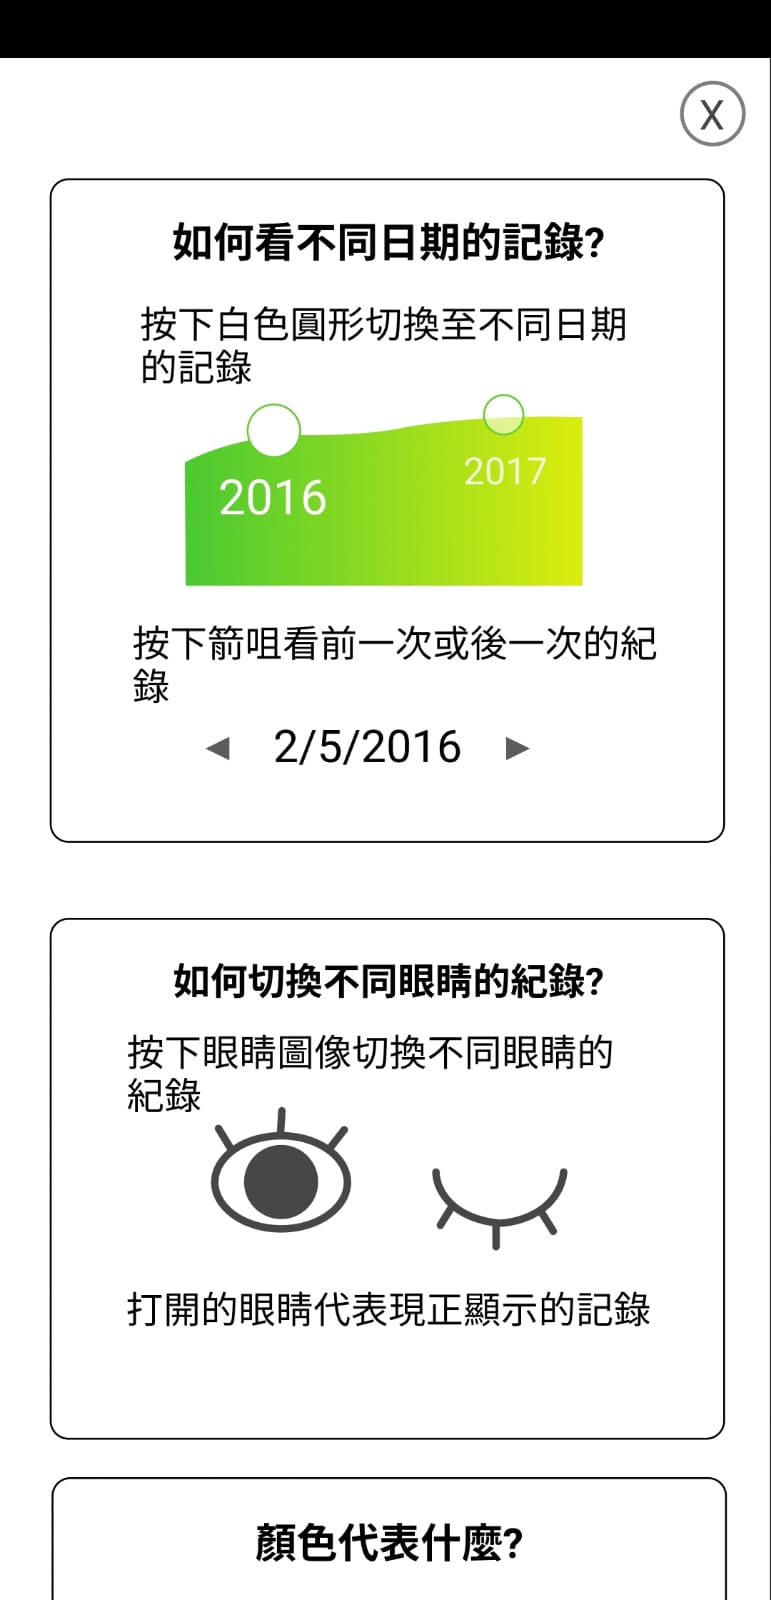 X
如何看不同日期的記錄?
按下白色圓形切換至不同日期
的記錄
2016
2017
按下箭咀看前一次或後一次的紀
錄
2/5/2016
如何切換不同眼睛的紀錄?
按下眼睛圖像切換不同眼睛的
紀錄
打開的眼睛代表現正顯示的記錄
顏色代表什麼?